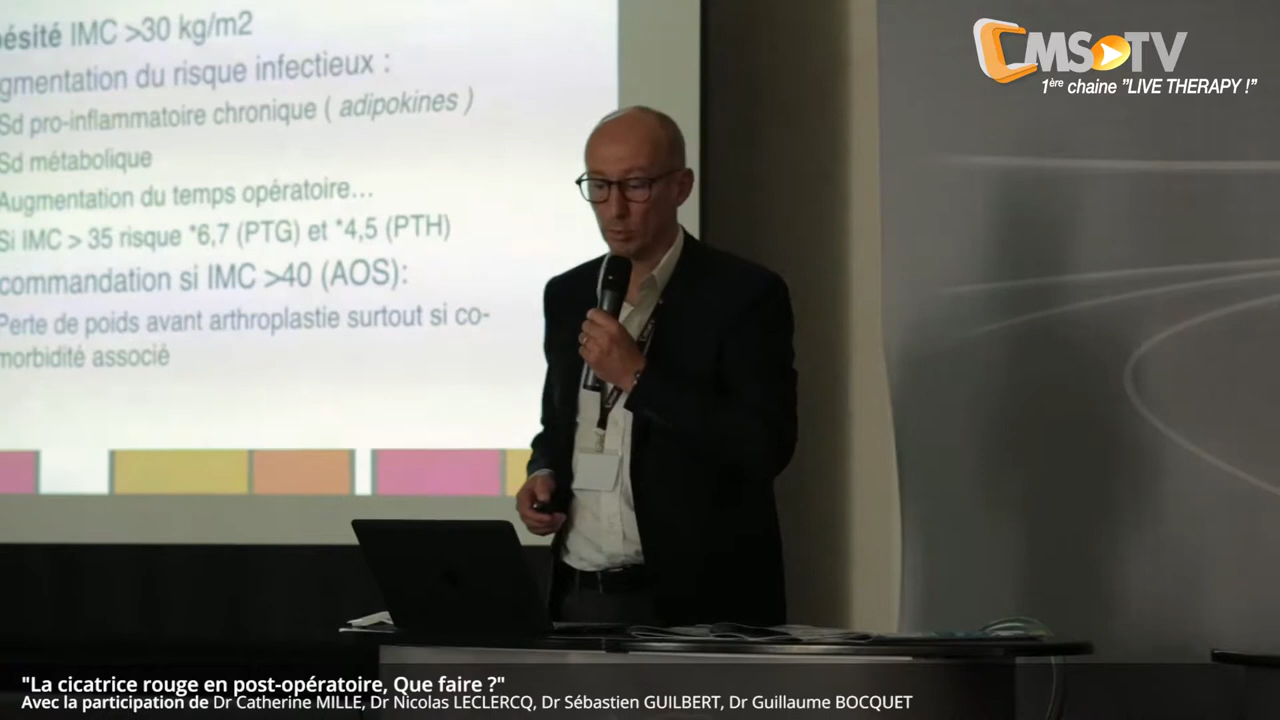 ésité IMC >30 kg/m2
gmentation du risque infectieux :
Sd pro-inflammatoire chronique ( adipokines )
Sd métabolique
Augmentation du temps opératoire...
Si IMC > 35 risque *6,7 (PTG) et *4,5 (PTH)
commandation si IMC >40 (AOS):
Perte de poids avant arthroplastie surtout si co-
morbidité associé
CMS TV
1ère chaine "LIVE THERAPY !"
"La cicatrice rouge en post-opératoire, Que faire ?"
Avec la participation de Dr Catherine MILLE, Dr Nicolas LECLERCQ, Dr Sébastien GUILBERT, Dr Guillaume BOCQUET